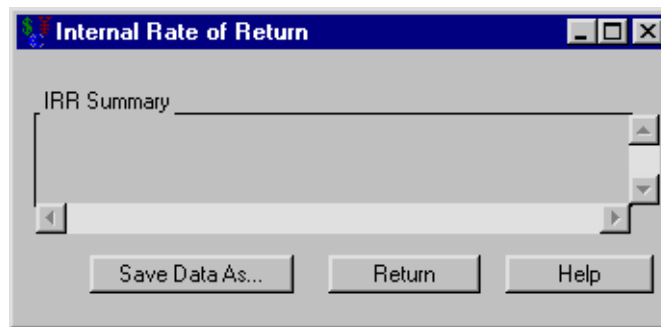 Internal Rate of Return
IRR Summary
Save Data As...
Return
Help